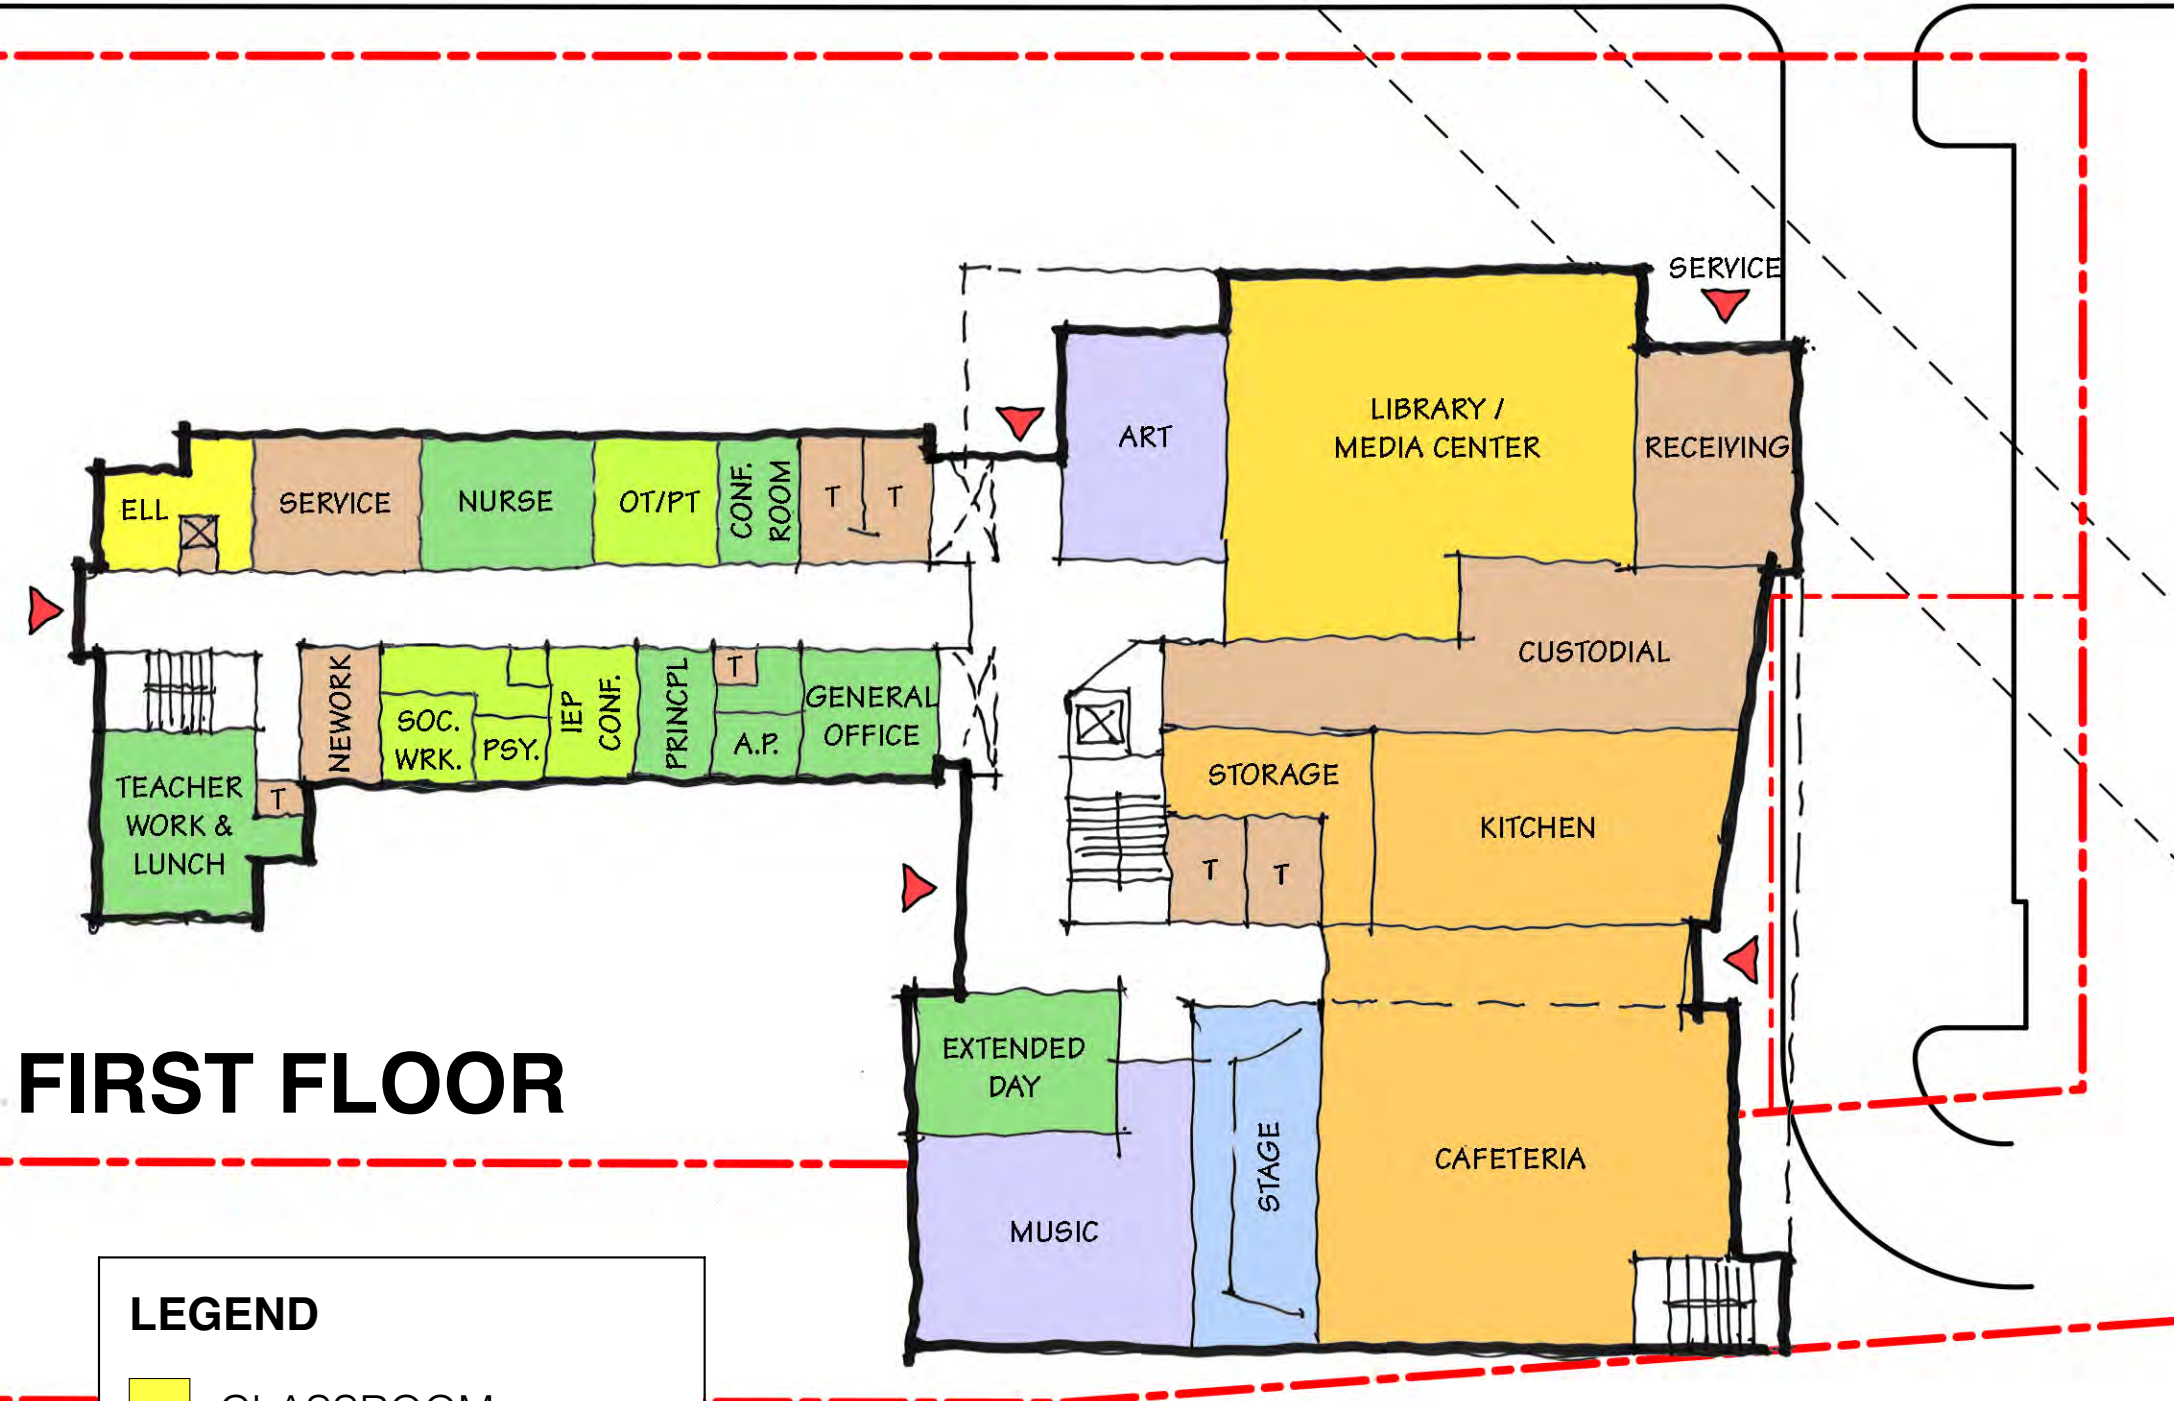 SERVICE
LIBRARY /
MEDIA CENTER
ART
RECEIVING
ELL
SERVICE
NURSE
OT/PT
CONF.
ROOM
T
T
CUSTODIAL
NEWORK
SOC.
WRK.
PSY.
IEP
CONF.
PRINCPL
T
A.P.
GENERAL
OFFICE
TEACHER
WORK &
LUNCH
T
STORAGE
KITCHEN
T
T
EXTENDED
DAY
FIRST FLOOR
STAGE
CAFETERIA
MUSIC
LEGEND
CLASSROOM